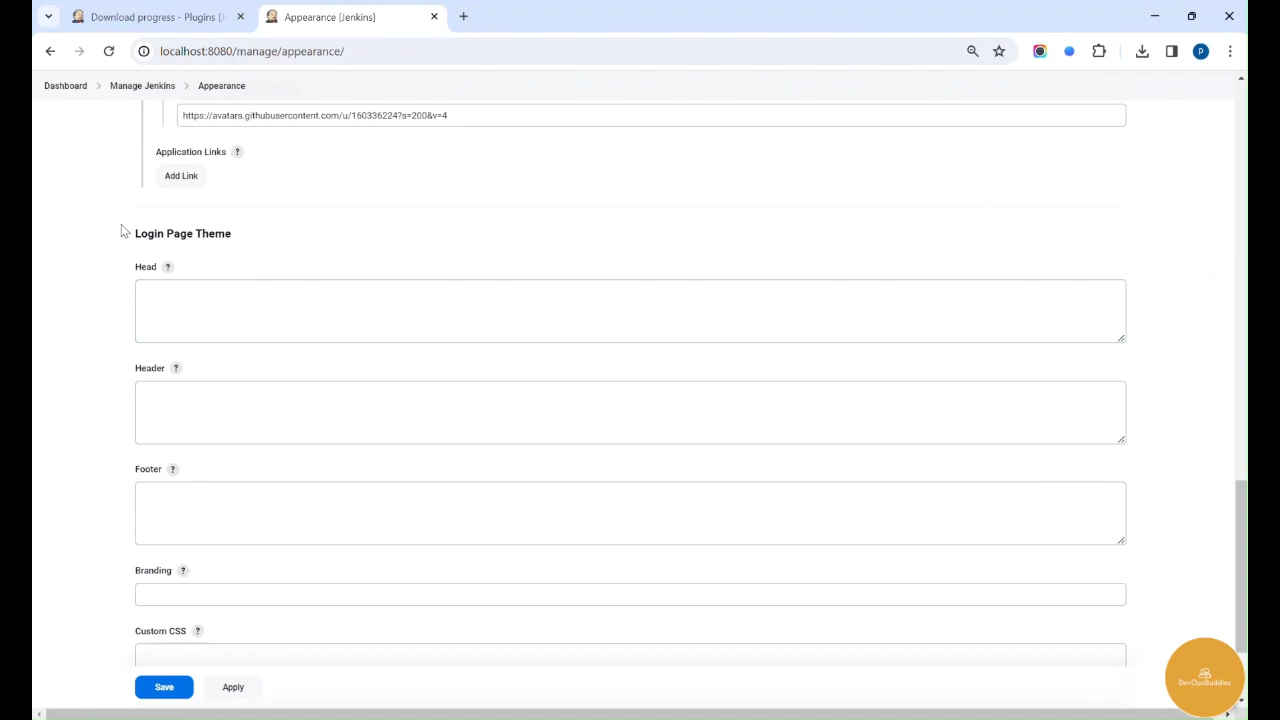 Download progress - Plugins [J
Appearance [Jenkins]
localhost:8080/manage/appearance/
P
Dashboard
Manage Jenkins
Appearance
https://avatars.githubusercontent.com/u/160336224?s=200&v=4
Application Links ?
Add Link
Login Page Theme
Head ?
Header ?
Footer ?
Branding ?
Custom CSS ?
Save
Apply
DevOpsBuddies